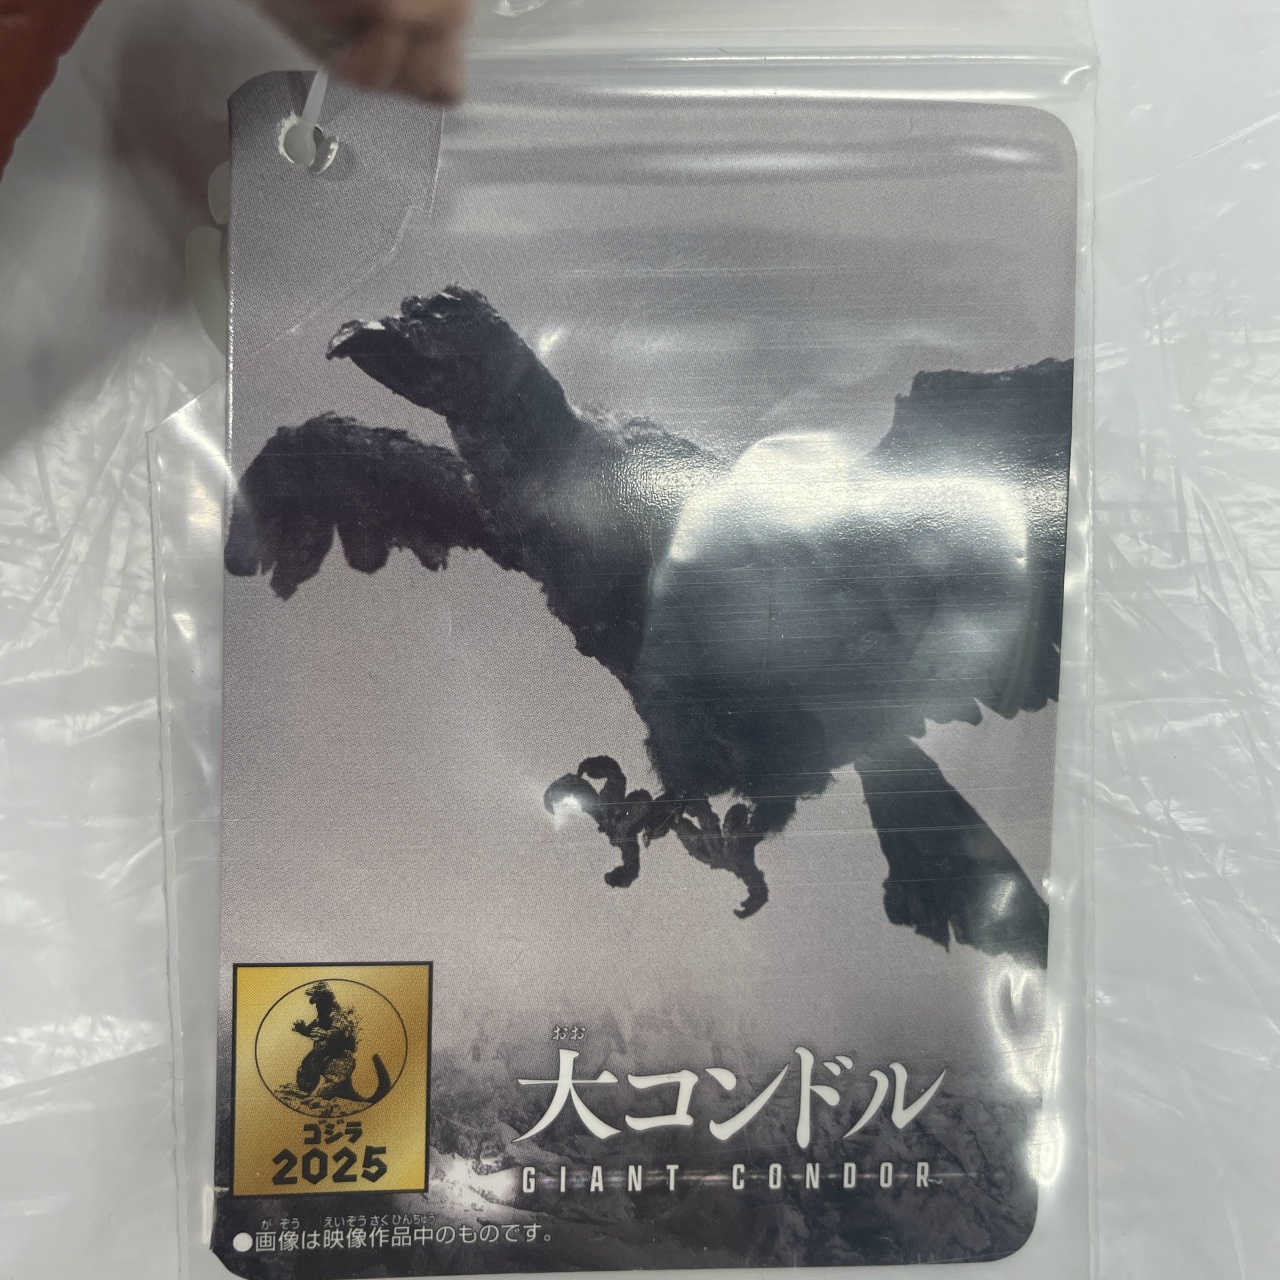 おお
大コンドル
GIANT CONDOR
ゴジラ
2025
がぞう えいぞうさくひんちゅう
●画像は映像作品中のものです。